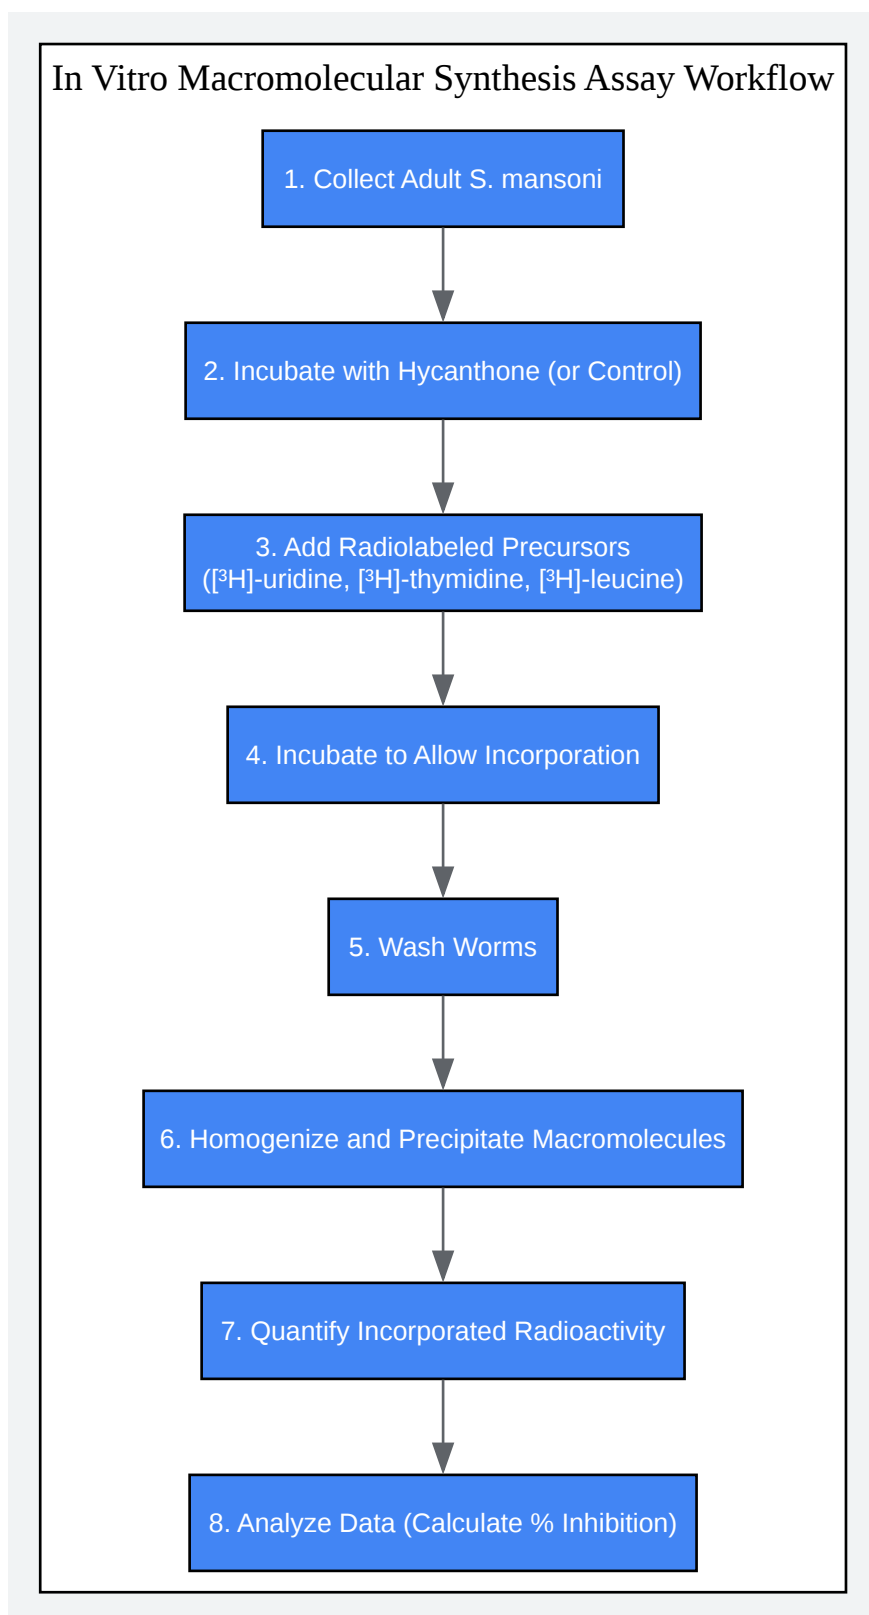 In Vitro Macromolecular Synthesis Assay Workflow
1. Collect Adult S. mansoni
2. Incubate with Hycanthone (or Control)
3. Add Radiolabeled Precursors
([³H]-uridine, [³H]-thymidine, [³H]-leucine)
4. Incubate to Allow Incorporation
5. Wash Worms
6. Homogenize and Precipitate Macromolecules
7. Quantify Incorporated Radioactivity
8. Analyze Data (Calculate % Inhibition)